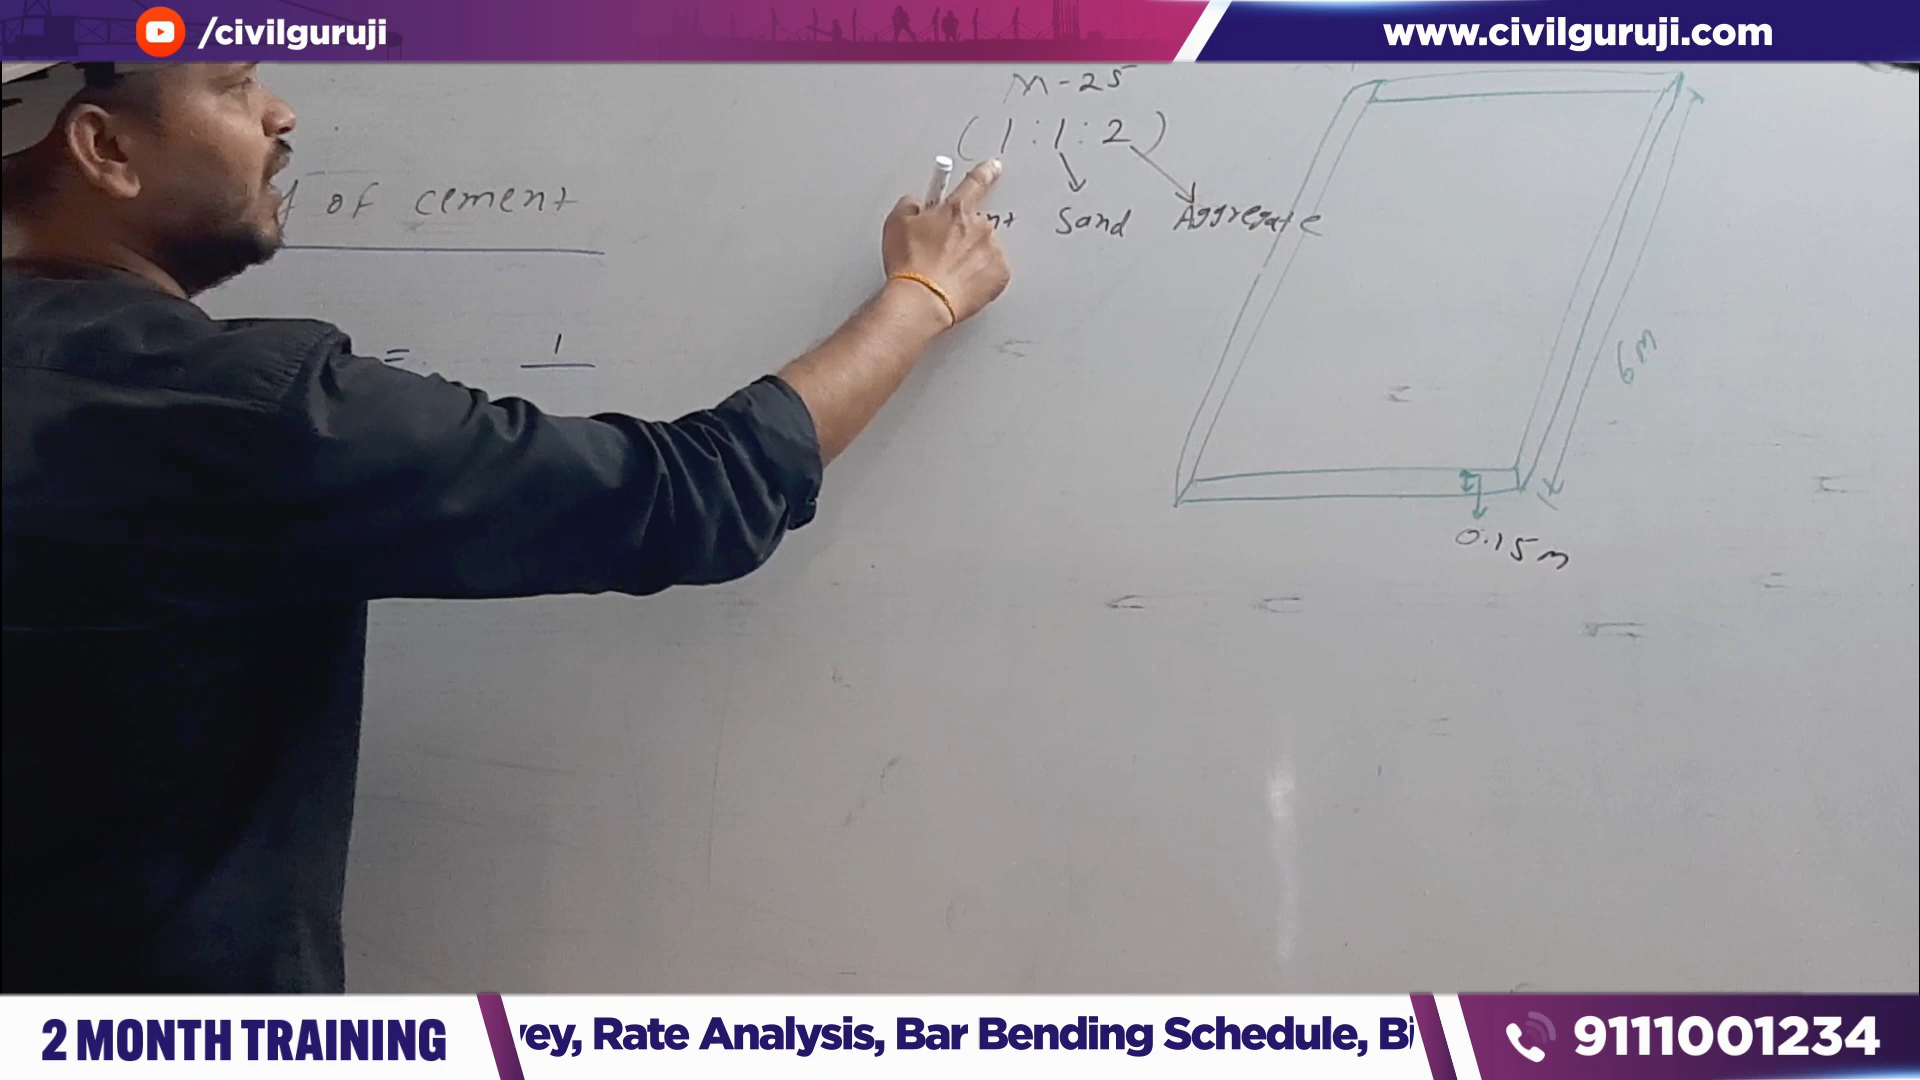 /civilguruji
www.civilguruji.com
M-25
(1:1:2)
of cement
Sand Aggregate
= 1
6m
0.15m
2 MONTH TRAINING
vey, Rate Analysis, Bar Bending Schedule, Bi
9111001234